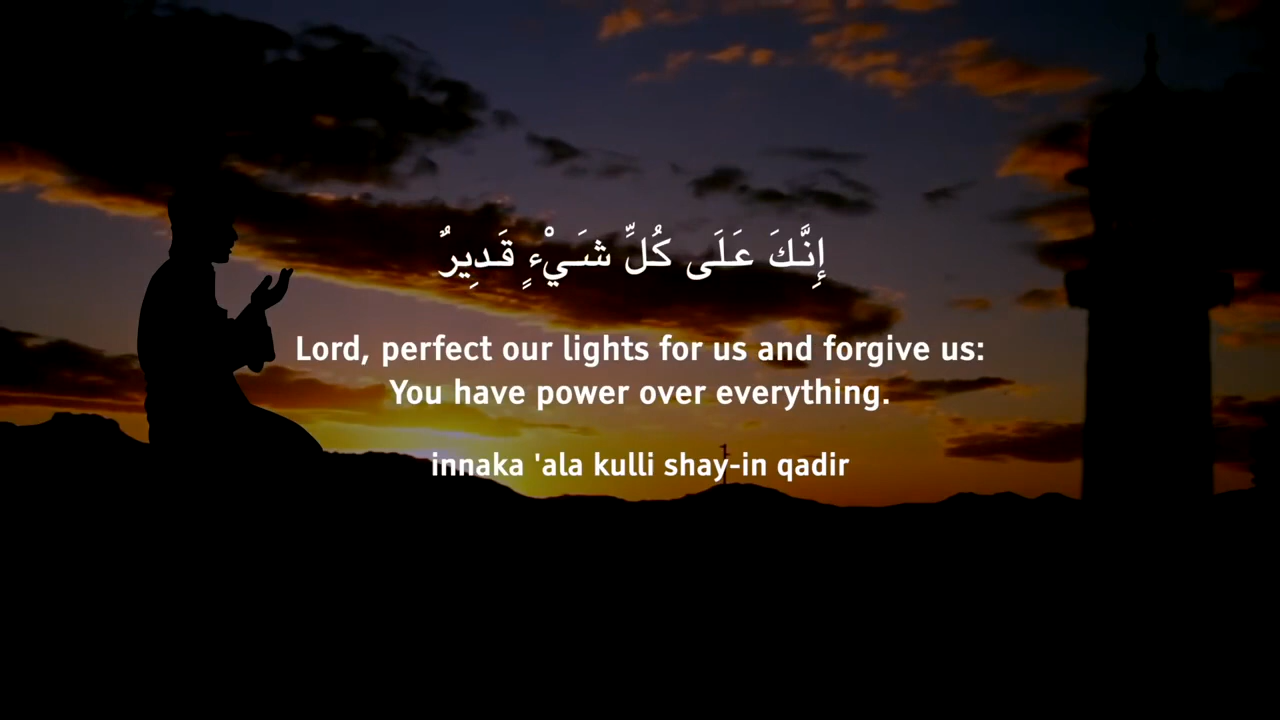 إِنَّكَ عَلَى كُلِّ شَيْءٍ قَدِيرٌ
Lord, perfect our lights for us and forgive us:
You have power over everything.
innaka 'ala kulli shay-in qadir